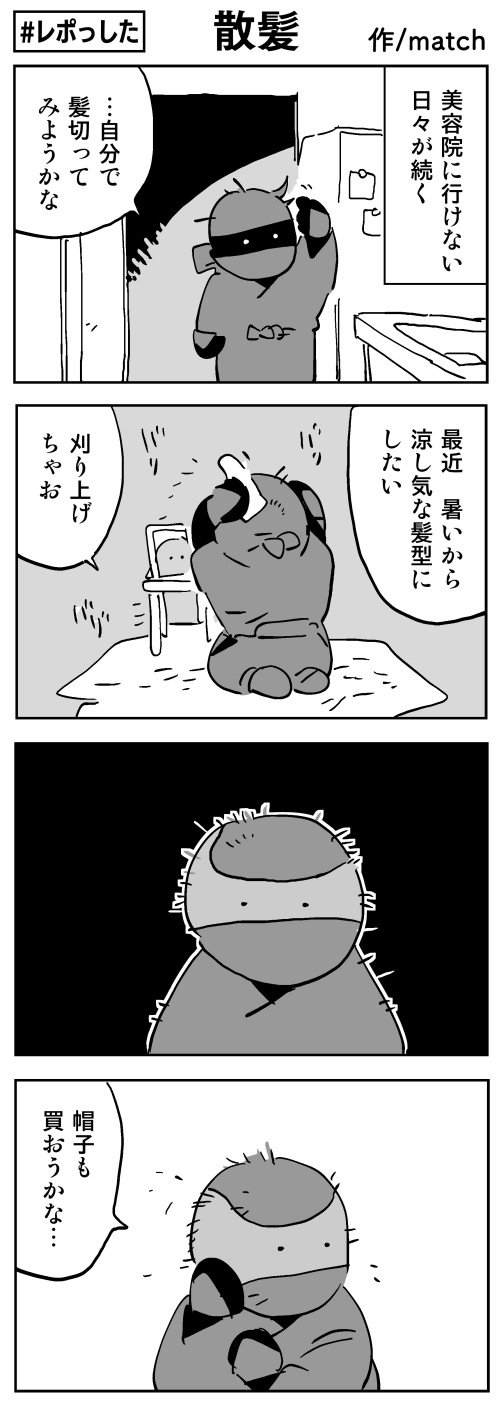 #レポっした
散髪
作/match
美容院に行けない
日々が続く
…自分で
髪切って
みようかな
最近 暑いから
涼し気な髪型に
したい
刈り上げ
ちゃお
帽子も
買おうかな…